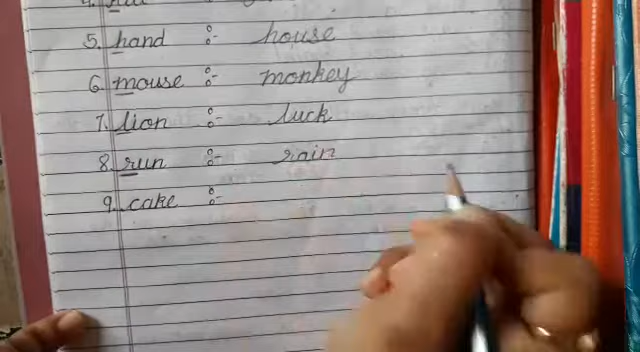 5. hand :- house
6. mouse :- monkey
7. lion :- luck
8. run :- rain
9. cake :-